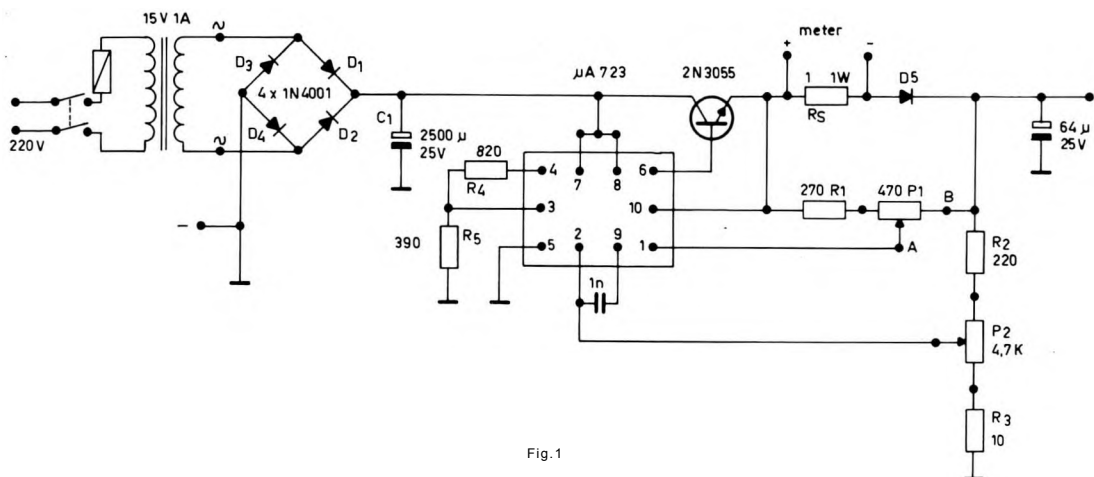 15V 1A
~
~
D3
D1
4 x 1N4001
D4
D2
220V
-
C1
2500 µ
25V
µA 723
2N3055
meter
+
-
1
1W
RS
D5
64 µ
25V
820
R4
390
R5
4
7
8
6
3
10
5
2
9
1
1n
270 R1
470 P1
B
A
R2
220
P2
4,7K
R3
10
Fig.1